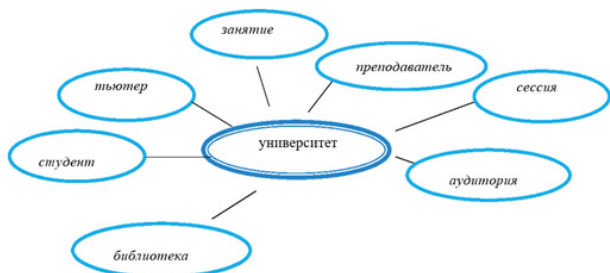 занятие
преподаватель
тьютер
сессия
университет
студент
аудитория
библиотека